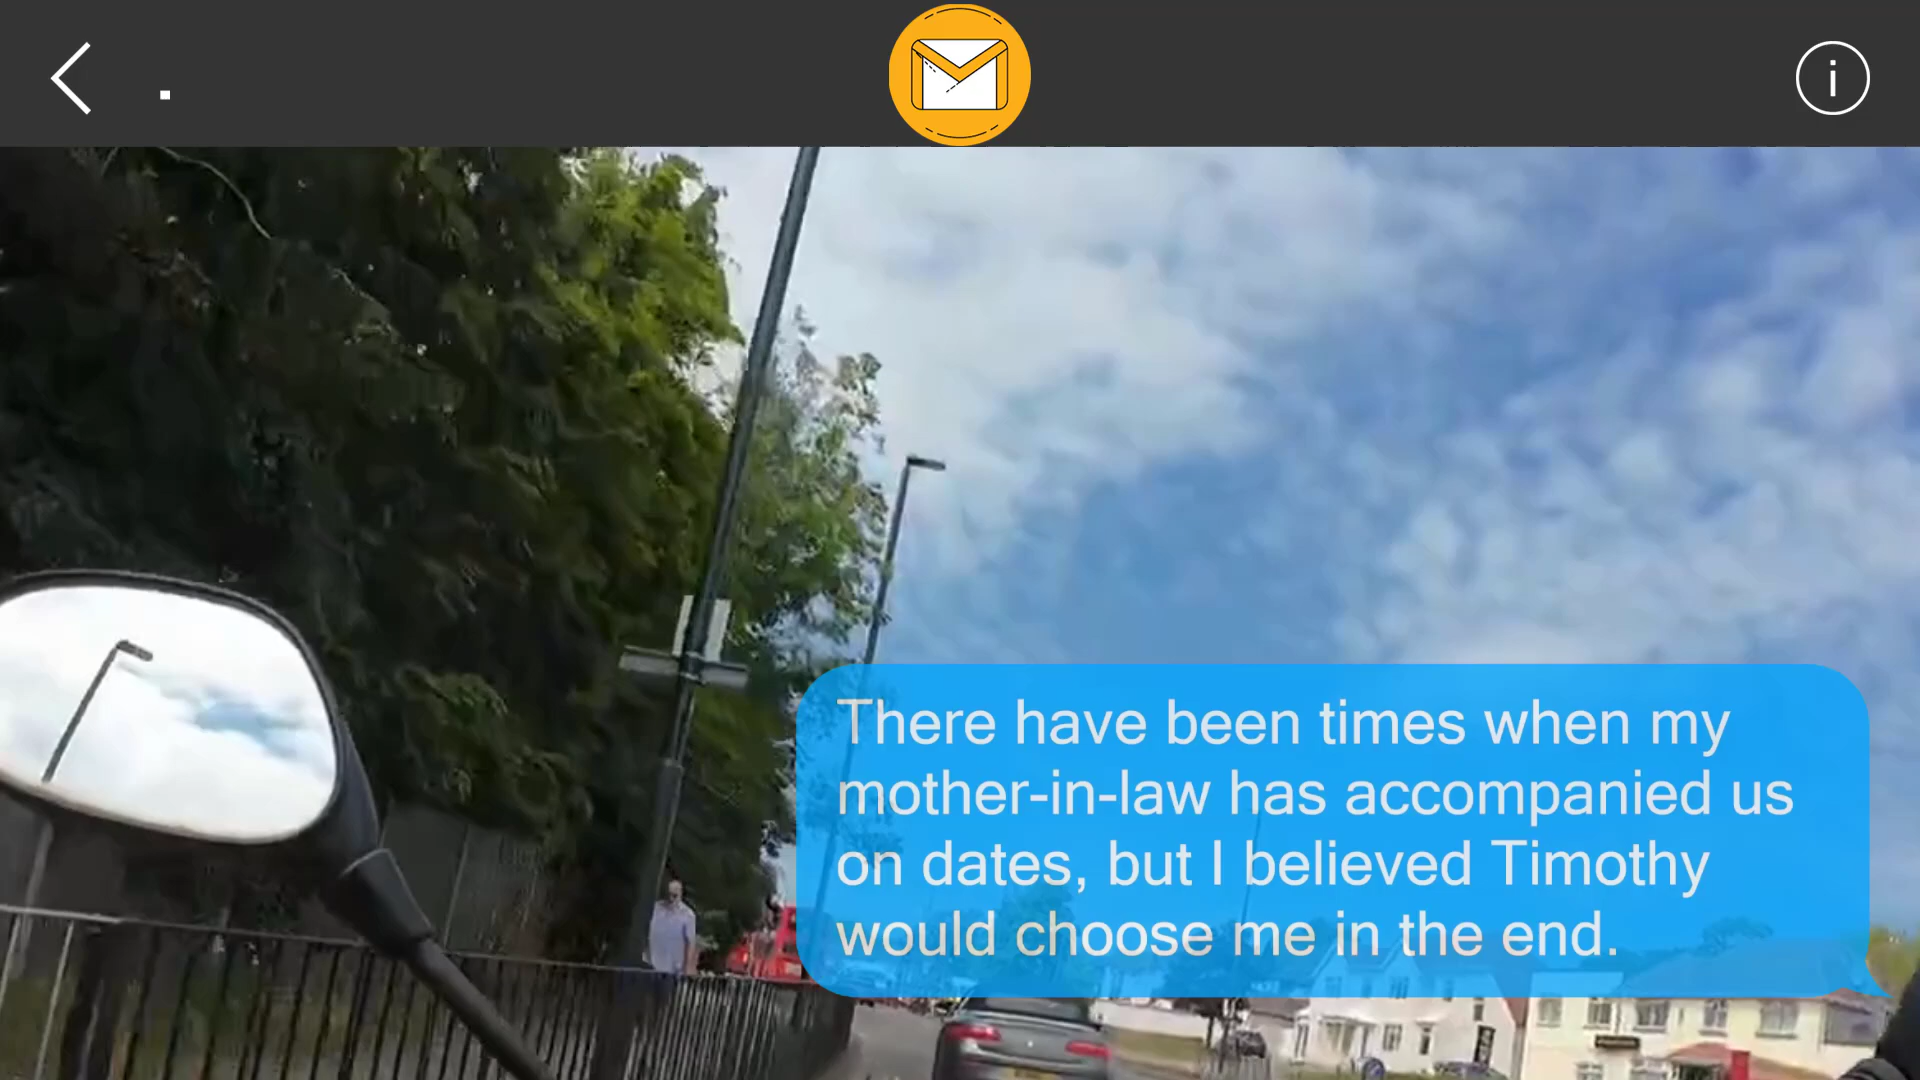 .
There have been times when my
mother-in-law has accompanied us
on dates, but I believed Timothy
would choose me in the end.